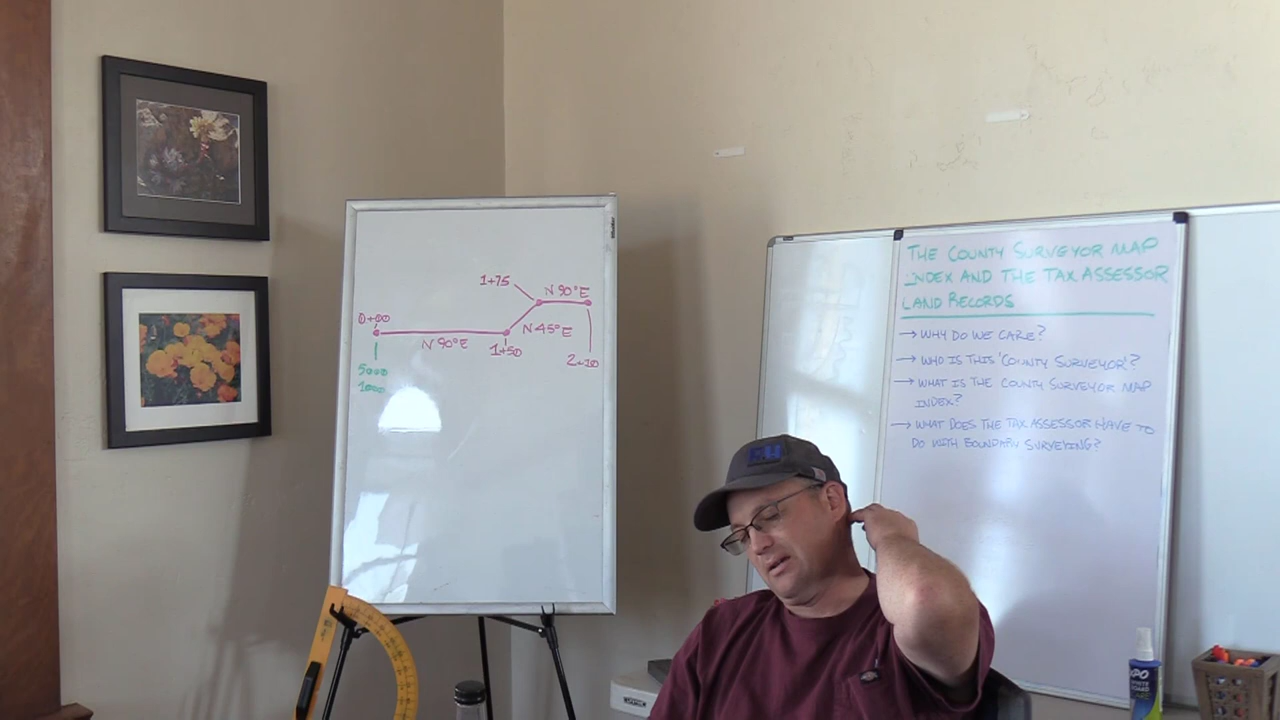 1+75
N 90°E
0+00
N 45°E
N 90°E
1+50
2+10
5000
1000
THE COUNTY SURVEYOR MAP
INDEX AND THE TAX ASSESSOR
LAND RECORDS
→ WHY DO WE CARE?
→ WHO IS THIS 'COUNTY SURVEYOR'?
→ WHAT IS THE COUNTY SURVEYOR MAP
INDEX?
→ WHAT DOES THE TAX ASSESSOR HAVE TO
DO WITH BOUNDARY SURVEYING?
EXPO